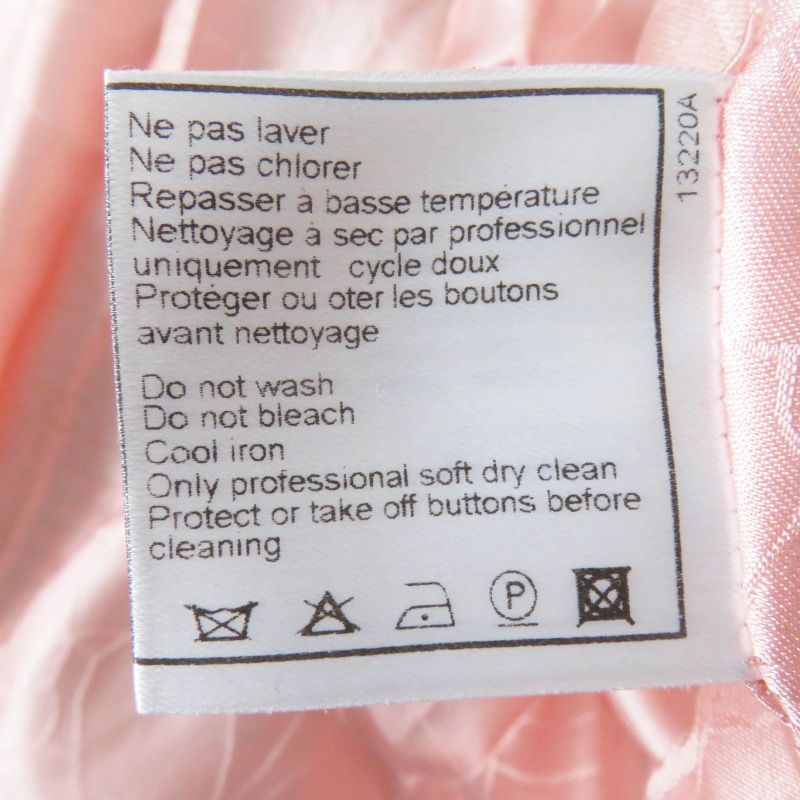 Ne pas laver
Ne pas chlorer
Repasser à basse température
Nettoyage à sec par professionnel
uniquement cycle doux
Protéger ou oter les boutons
avant nettoyage
Do not wash
Do not bleach
Cool iron
Only professional soft dry clean
Protect or take off buttons before
cleaning
P
13220A